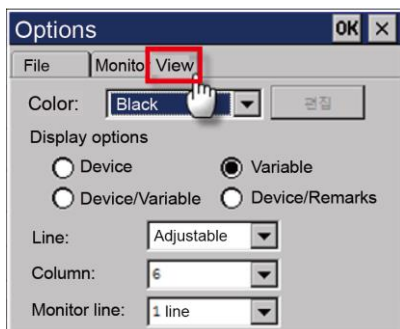 Options OK ×
File Monito View
Color: Black 편집
Display options
Device Variable
Device/Variable Device/Remarks
Line: Adjustable
Column: 6
Monitor line: 1 line